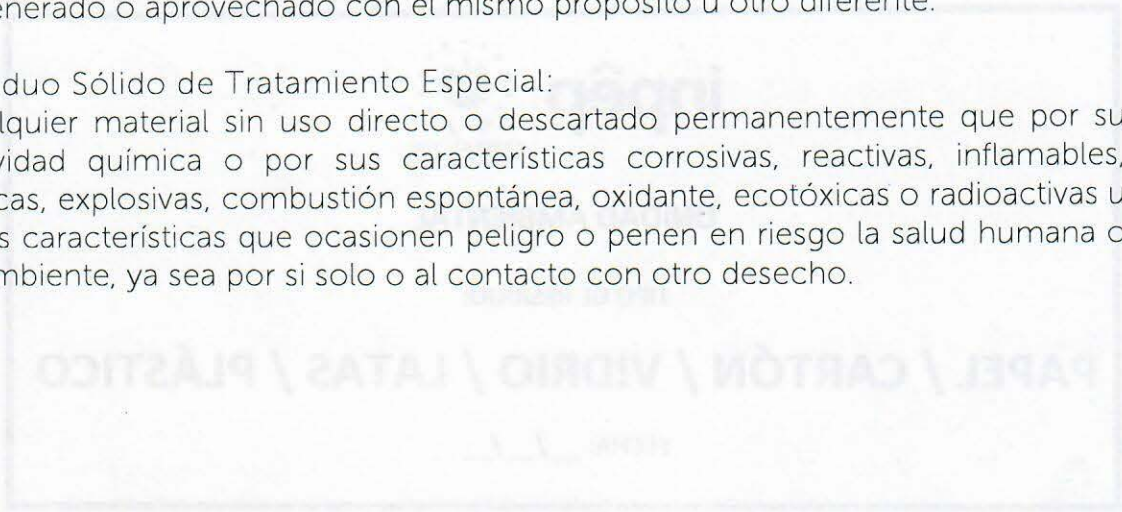 enerado o aprovechado con el mismo propósito u otro diferente.
duo Sólido de Tratamiento Especial:
lquier material sin uso directo o descartado permanentemente que por su
vidad química o por sus características corrosivas, reactivas, inflamables,
cas, explosivas, combustión espontánea, oxidante, ecotóxicas o radioactivas u
s características que ocasionen peligro o penen en riesgo la salud humana o
mbiente, ya sea por si solo o al contacto con otro desecho.
PAPEL / CARTÓN / VIDRIO / LATAS / PLÁSTICO